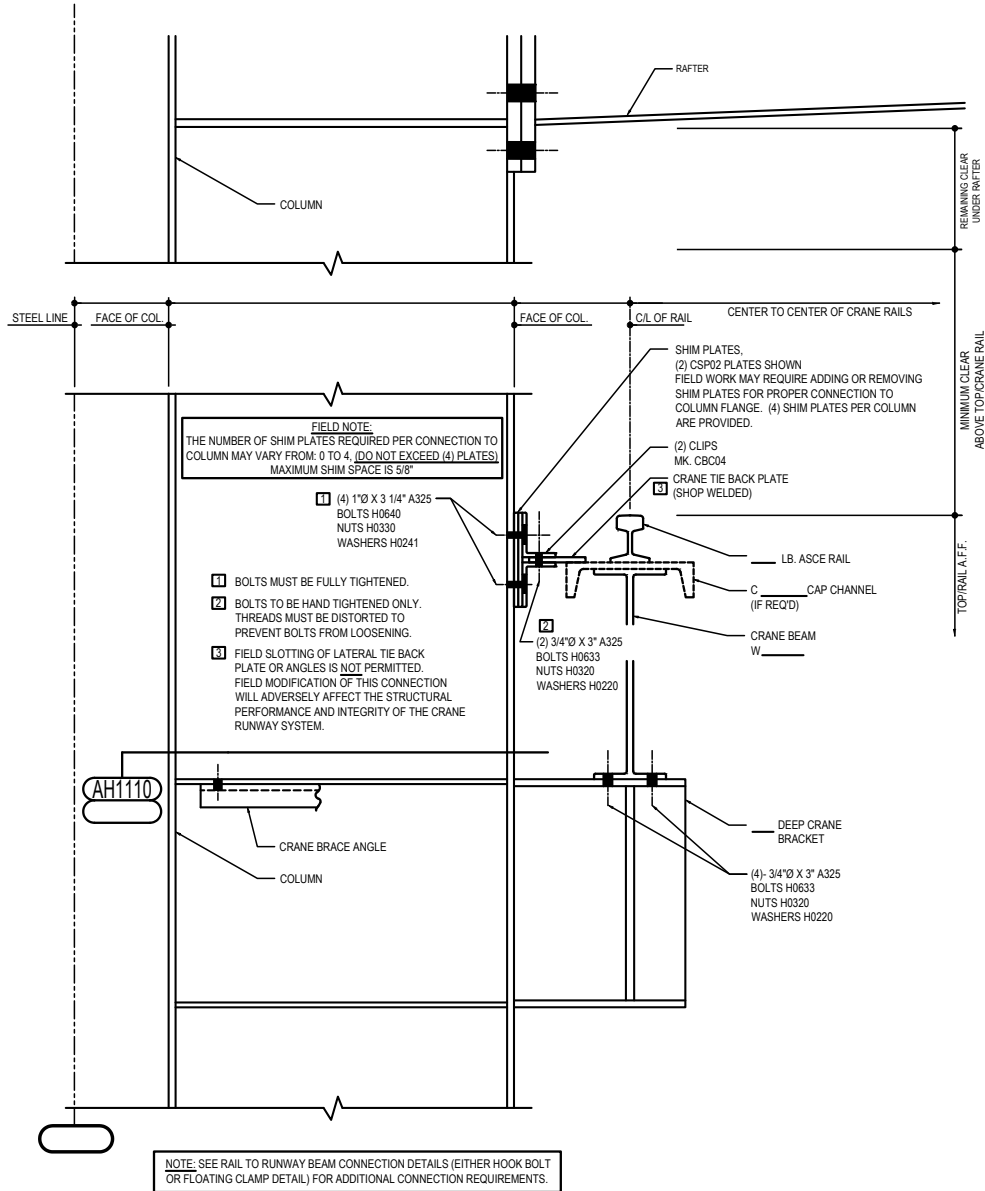 RAFTER
REMAINING CLEAR
UNDER RAFTER
COLUMN
STEEL LINE
FACE OF COL.
FACE OF COL.
C/L OF RAIL
CENTER TO CENTER OF CRANE RAILS
MINIMUM CLEAR
ABOVE TOP/CRANE RAIL
SHIM PLATES,
(2) CSP02 PLATES SHOWN
FIELD WORK MAY REQUIRE ADDING OR REMOVING
SHIM PLATES FOR PROPER CONNECTION TO
COLUMN FLANGE. (4) SHIM PLATES PER COLUMN
ARE PROVIDED.
FIELD NOTE:
THE NUMBER OF SHIM PLATES REQUIRED PER CONNECTION TO
COLUMN MAY VARY FROM: 0 TO 4, (DO NOT EXCEED (4) PLATES)
MAXIMUM SHIM SPACE IS 5/8"
(2) CLIPS
MK. CBC04
3 CRANE TIE BACK PLATE
(SHOP WELDED)
1 (4) 1"Ø X 3 1/4" A325
BOLTS H0640
NUTS H0330
WASHERS H0241
____ LB. ASCE RAIL
C ______ CAP CHANNEL
(IF REQ'D)
TOP/RAIL A.F.F.
CRANE BEAM
W______
1 BOLTS MUST BE FULLY TIGHTENED.
2 BOLTS TO BE HAND TIGHTENED ONLY.
THREADS MUST BE DISTORTED TO
PREVENT BOLTS FROM LOOSENING.
3 FIELD SLOTTING OF LATERAL TIE BACK
PLATE OR ANGLES IS NOT PERMITTED.
FIELD MODIFICATION OF THIS CONNECTION
WILL ADVERSELY AFFECT THE STRUCTURAL
PERFORMANCE AND INTEGRITY OF THE CRANE
RUNWAY SYSTEM.
2
(2) 3/4"Ø X 3" A325
BOLTS H0633
NUTS H0320
WASHERS H0220
AH1110
CRANE BRACE ANGLE
COLUMN
____ DEEP CRANE
BRACKET
(4)- 3/4"Ø X 3" A325
BOLTS H0633
NUTS H0320
WASHERS H0220
NOTE: SEE RAIL TO RUNWAY BEAM CONNECTION DETAILS (EITHER HOOK BOLT
OR FLOATING CLAMP DETAIL) FOR ADDITIONAL CONNECTION REQUIREMENTS.